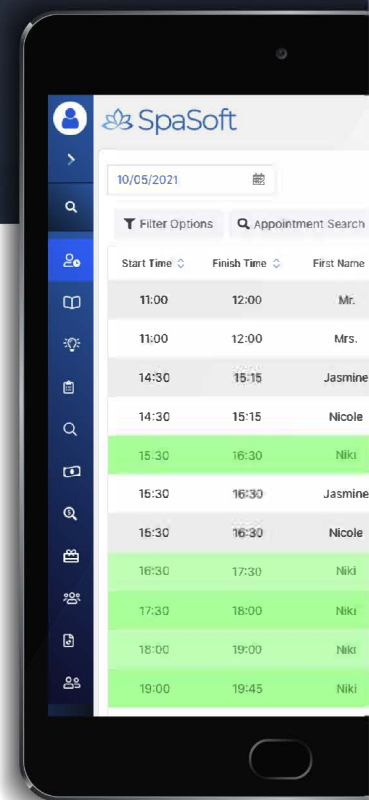 SpaSoft
10/05/2021
Filter Options Appointment Search
Start Time Finish Time First Name
11:00 12:00 Mr.
11:00 12:00 Mrs.
14:30 15:15 Jasmine
14:30 15:15 Nicole
15:30 16:30 Niki
15:30 16:30 Jasmine
15:30 16:30 Nicole
16:30 17:30 Niki
17:30 18:00 Niki
18:00 19:00 Niki
19:00 19:45 Niki